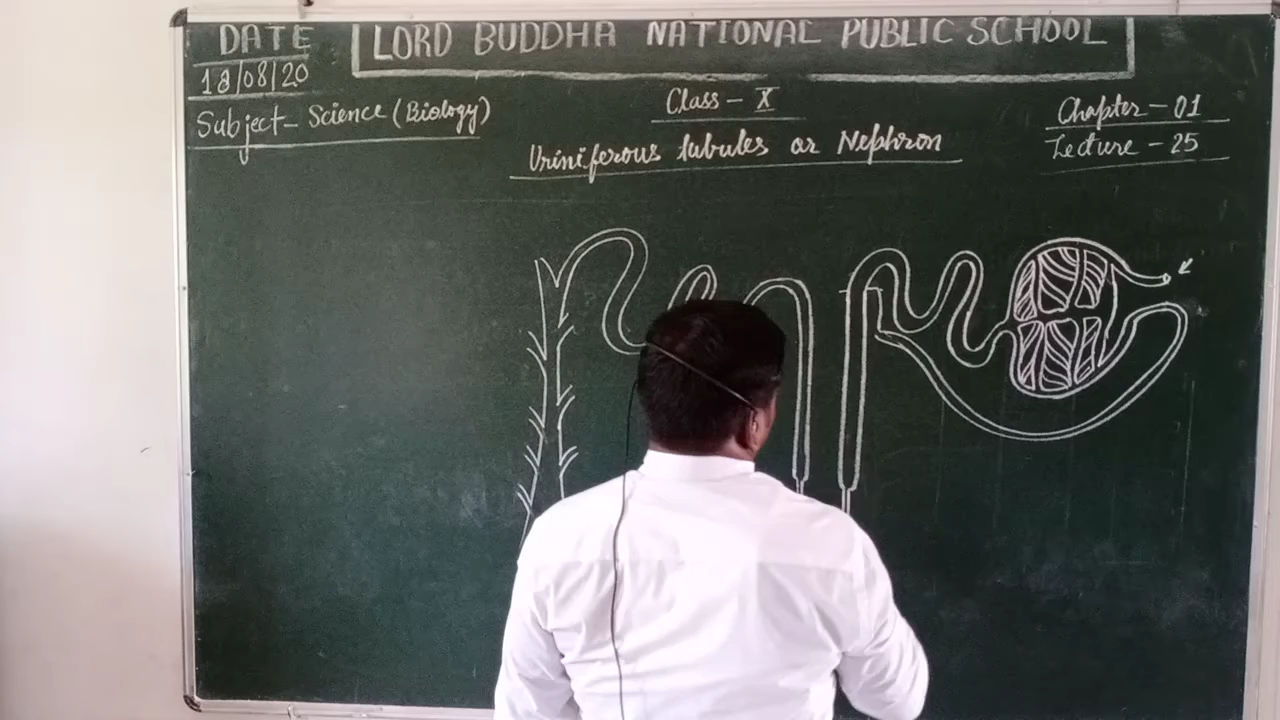 DATE
LORD BUDDHA NATIONAL PUBLIC SCHOOL
18/08/20
Subject - Science (Biology)
Class - X
Chapter - 01
Lecture - 25
Uriniferous tubules or Nephron